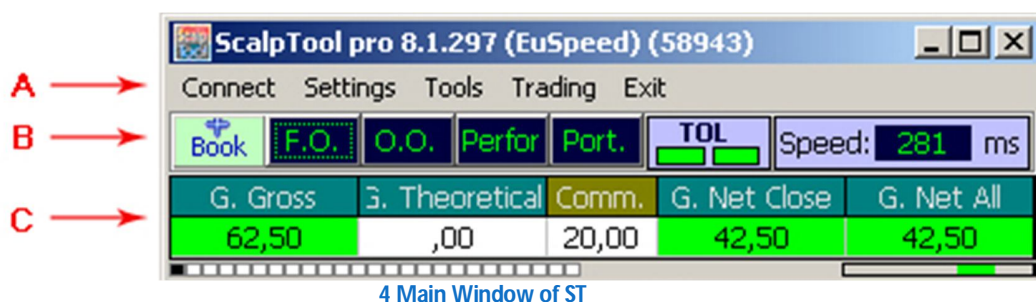 ScalpTool pro 8.1.297 (EuSpeed) (58943)
A
Connect Settings Tools Trading Exit
B
Book F.O. O.O. Perfor Port. TOL Speed: 281 ms
C
G. Gross G. Theoretical Comm. G. Net Close G. Net All
62,50 ,00 20,00 42,50 42,50
4 Main Window of ST